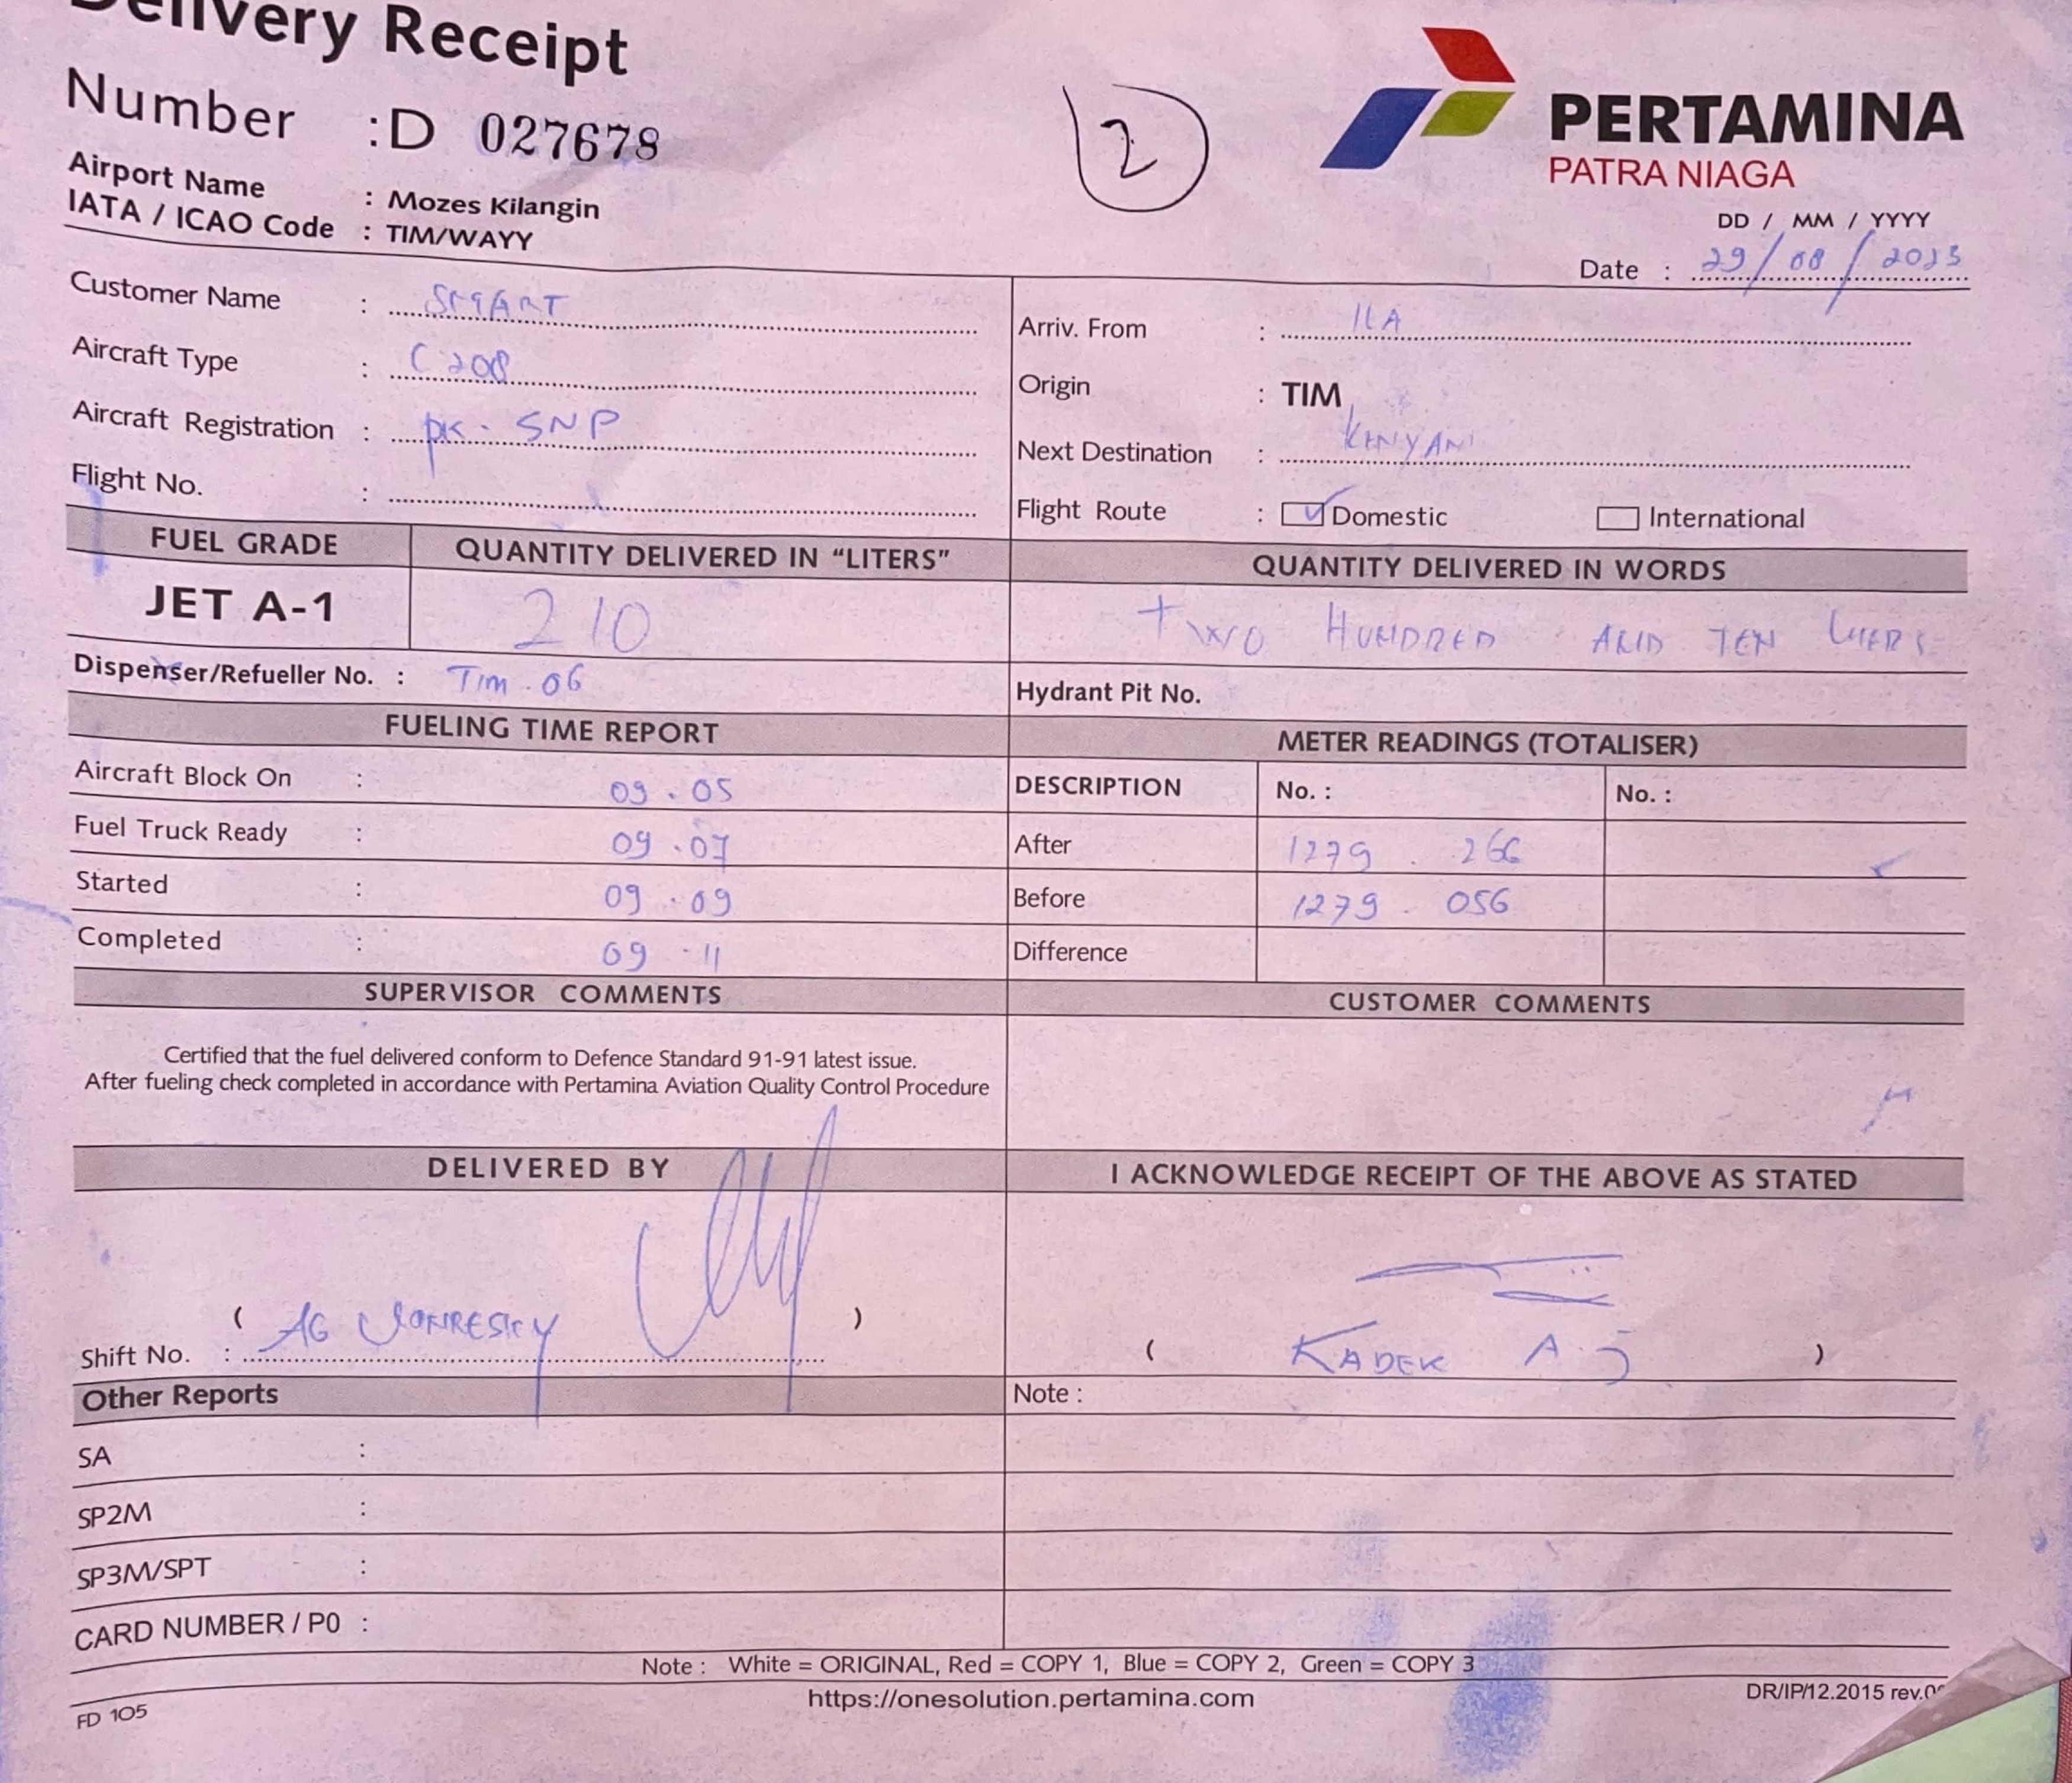 Delivery Receipt
Number : D 027678
2
PERTAMINA
PATRA NIAGA
Airport Name : Mozes Kilangin
IATA / ICAO Code : TIM/WAYY
DD / MM / YYYY
Date : 29/08/2023
Customer Name : SMART
Aircraft Type : C 208
Aircraft Registration : PK - SNP
Flight No. :
Arriv. From : ILA
Origin : TIM
Next Destination :
Flight Route : Domestic International
FUEL GRADE QUANTITY DELIVERED IN “LITERS” QUANTITY DELIVERED IN WORDS
JET A-1 210 TWO HUNDRED AND TEN LITERS
Dispenser/Refueller No. : TIM . 06 Hydrant Pit No.
FUELING TIME REPORT
Aircraft Block On : 09 . 05
Fuel Truck Ready : 09 . 07
Started : 09 . 09
Completed : 09 . 11
METER READINGS (TOTALISER)
DESCRIPTION No. : No. :
After 1279 . 266
Before 1279 . 056
Difference
SUPERVISOR COMMENTS
Certified that the fuel delivered conform to Defence Standard 91-91 latest issue.
After fueling check completed in accordance with Pertamina Aviation Quality Control Procedure
CUSTOMER COMMENTS
DELIVERED BY
( AG )
Shift No. :
I ACKNOWLEDGE RECEIPT OF THE ABOVE AS STATED
( KADEK A. J )
Other Reports
SA :
SP2M :
SP3M/SPT :
CARD NUMBER / P0 :
Note :
Note : White = ORIGINAL, Red = COPY 1, Blue = COPY 2, Green = COPY 3
https://onesolution.pertamina.com
FD 105
DR/IP/12.2015